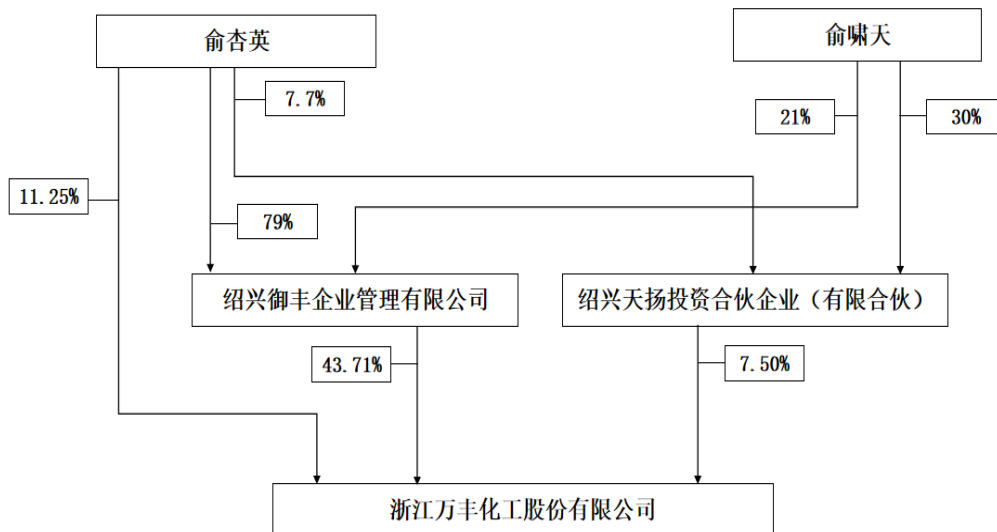 俞杏英
俞啸天
7.7%
21%
30%
11.25%
79%
绍兴御丰企业管理有限公司
绍兴天扬投资合伙企业（有限合伙）
43.71%
7.50%
浙江万丰化工股份有限公司